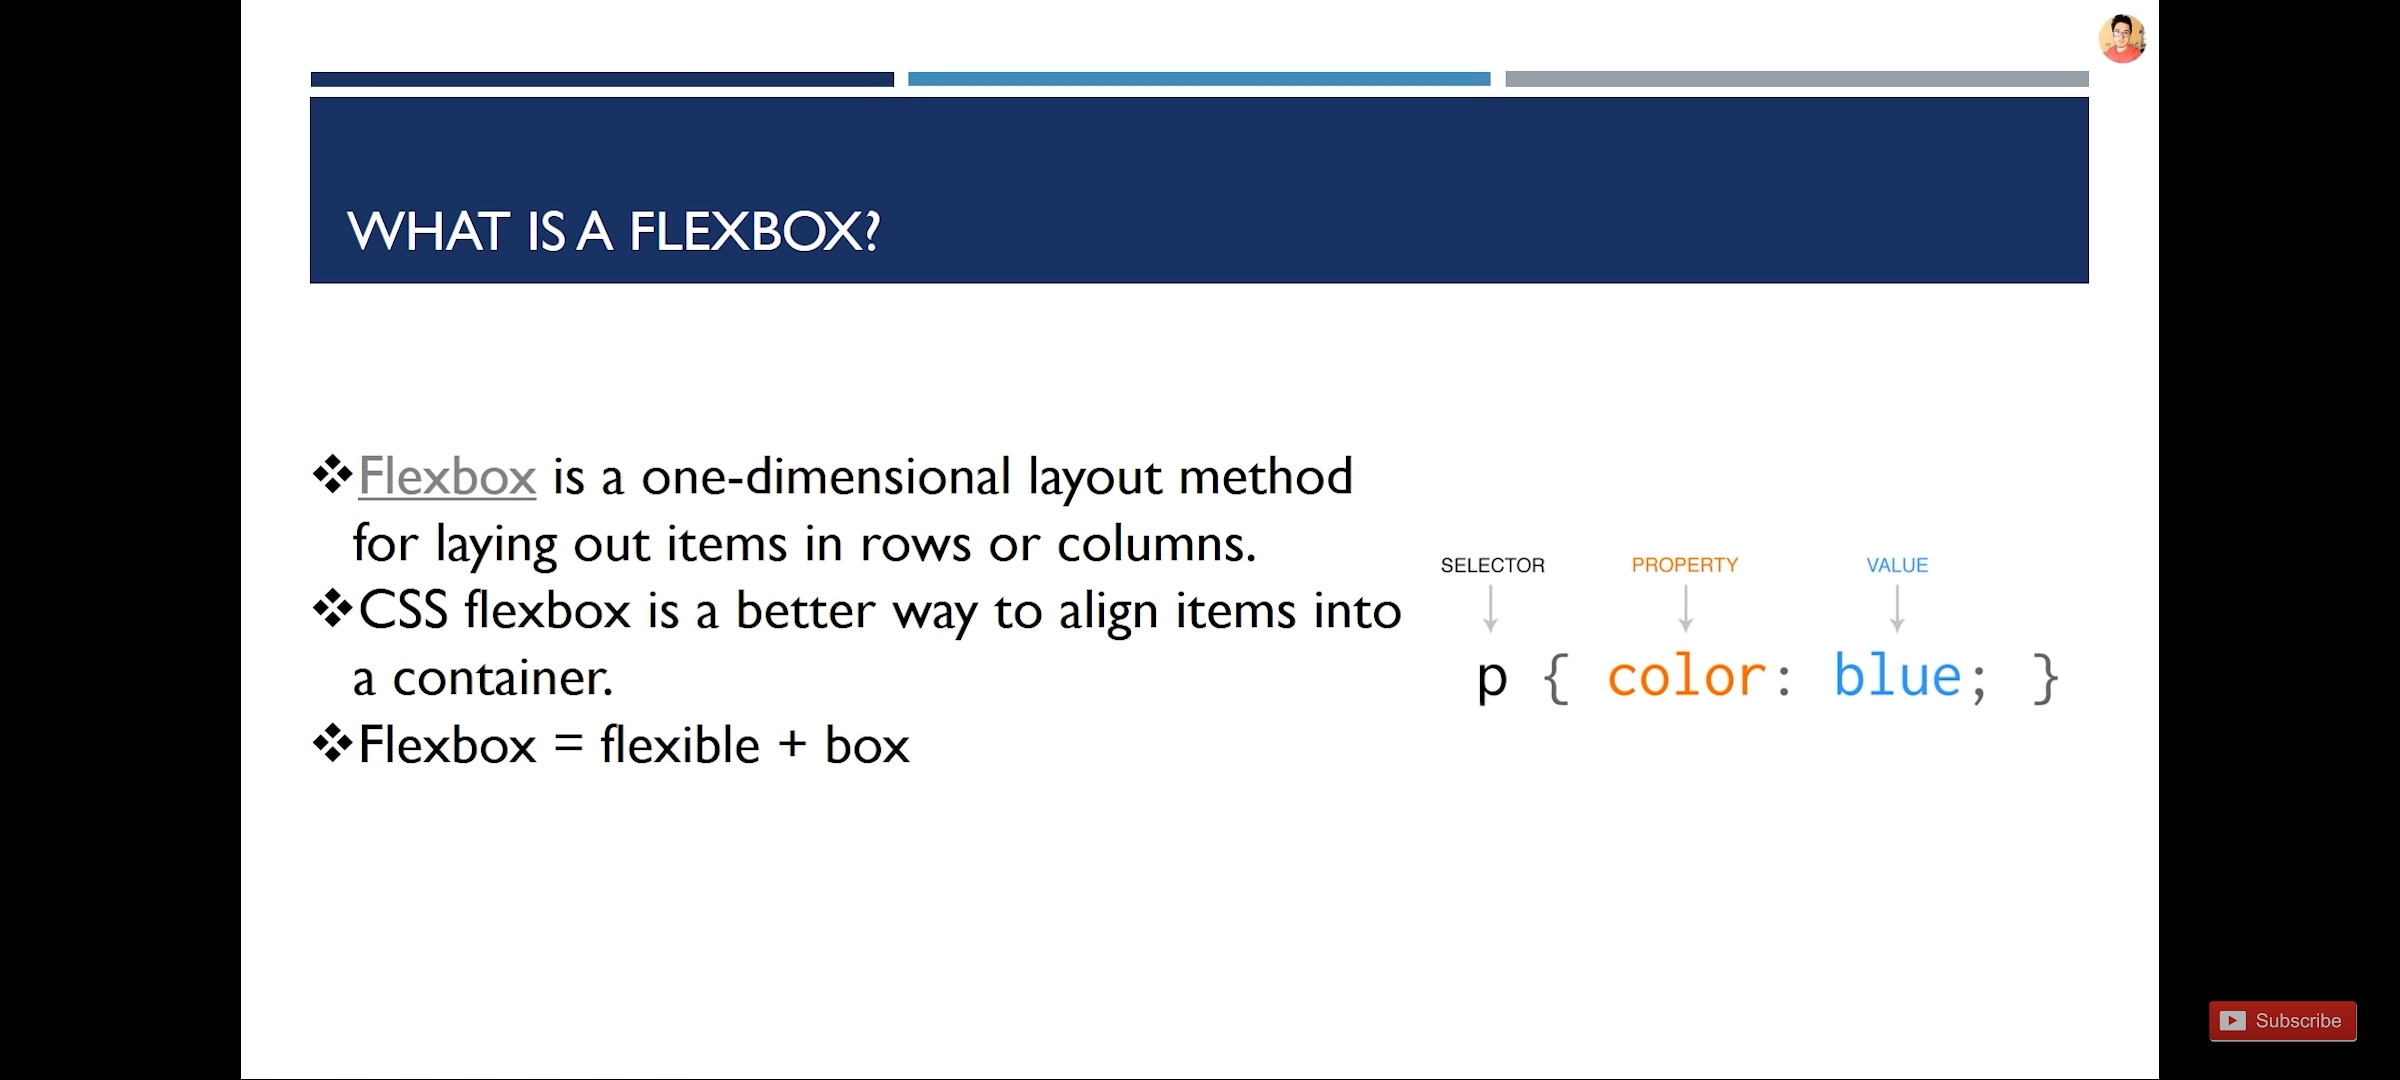 WHAT IS A FLEXBOX?
❖Flexbox is a one-dimensional layout method
for laying out items in rows or columns.
❖CSS flexbox is a better way to align items into
a container.
❖Flexbox = flexible + box
SELECTOR PROPERTY VALUE
p { color: blue; }
Subscribe